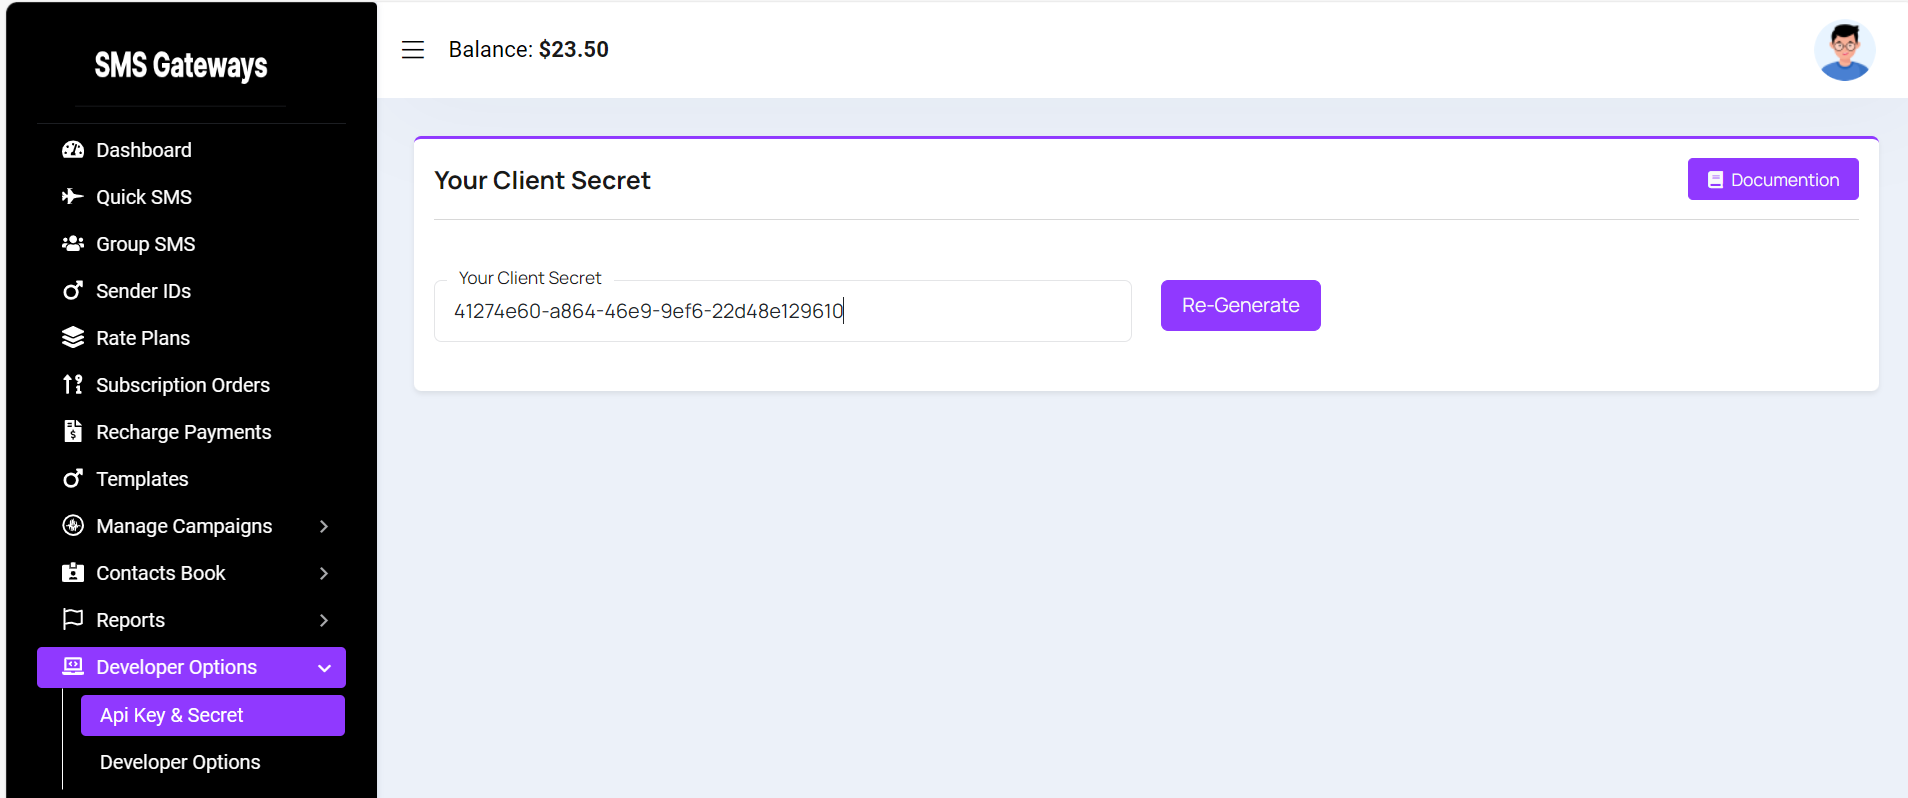 SMS Gateways
Dashboard
Quick SMS
Group SMS
Sender IDs
Rate Plans
Subscription Orders
Recharge Payments
Templates
Manage Campaigns
Contacts Book
Reports
Developer Options
Api Key & Secret
Developer Options
Balance: $23.50
Your Client Secret
Documention
Your Client Secret
41274e60-a864-46e9-9ef6-22d48e129610
Re-Generate